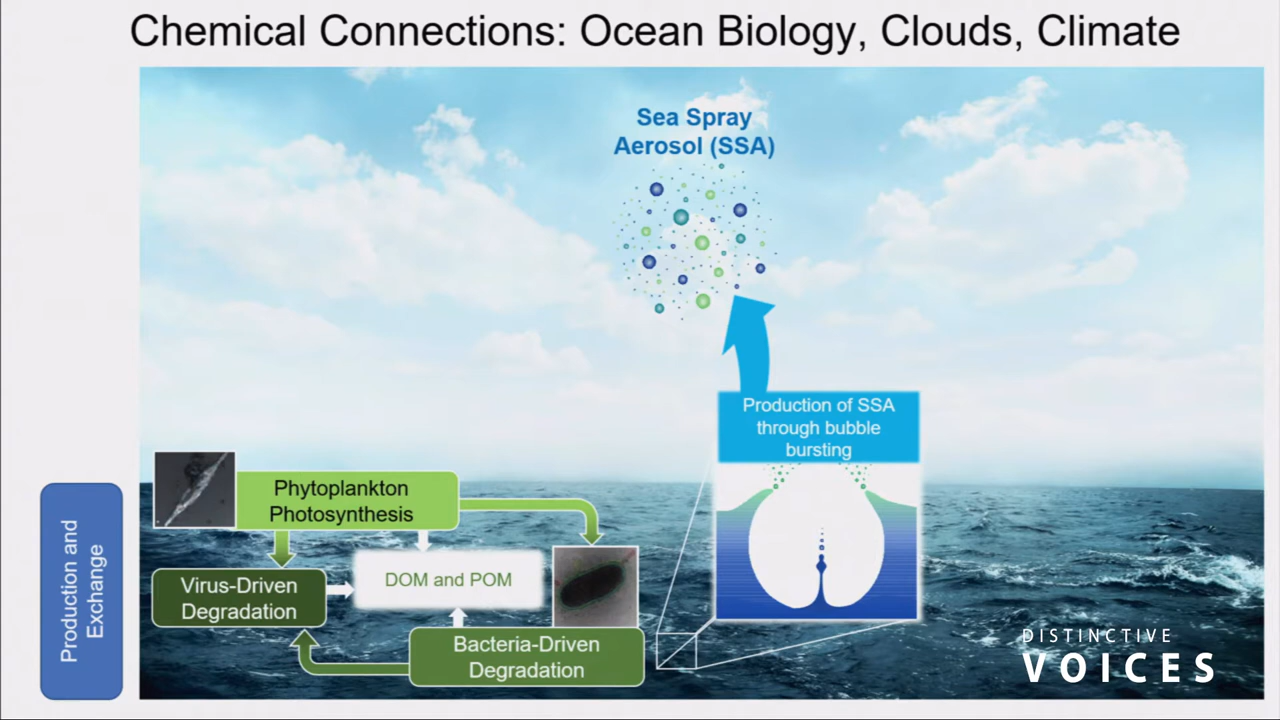 Chemical Connections: Ocean Biology, Clouds, Climate
Sea Spray
Aerosol (SSA)
Production of SSA
through bubble
bursting
Phytoplankton
Photosynthesis
Virus-Driven
Degradation
DOM and POM
Bacteria-Driven
Degradation
Production and
Exchange
DISTINCTIVE
VOICES